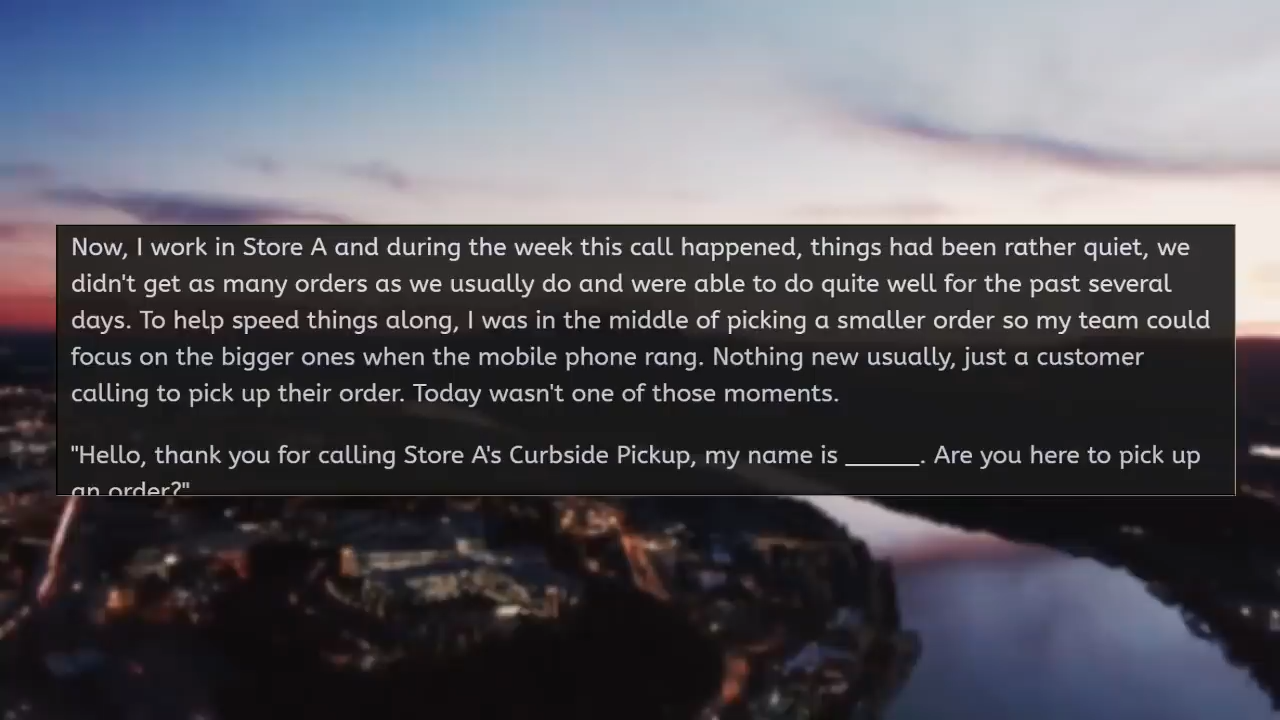 Now, I work in Store A and during the week this call happened, things had been rather quiet, we
didn't get as many orders as we usually do and were able to do quite well for the past several
days. To help speed things along, I was in the middle of picking a smaller order so my team could
focus on the bigger ones when the mobile phone rang. Nothing new usually, just a customer
calling to pick up their order. Today wasn't one of those moments.
"Hello, thank you for calling Store A's Curbside Pickup, my name is ______. Are you here to pick up
an order?"